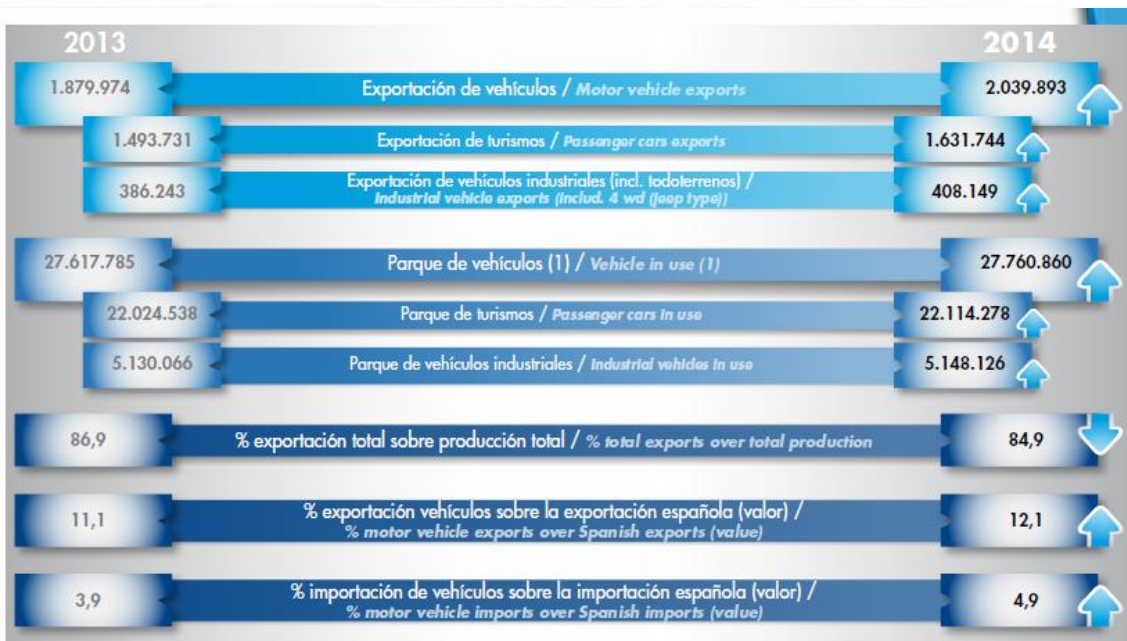 2013 2014
1.879.974 Exportación de vehículos / Motor vehicle exports 2.039.893
1.493.731 Exportación de turismos / Passenger cars exports 1.631.744
Exportación de vehículos industriales (incl. todoterrenos) /
386.243 Industrial vehicle exports (includ. 4 wd (jeep type)) 408.149
27.617.785 Parque de vehículos (1) / Vehicle in use (1) 27.760.860
22.024.538 Parque de turismos / Passenger cars in use 22.114.278
5.130.066 Parque de vehículos industriales / Industrial vehicles in use 5.148.126
86,9 % exportación total sobre producción total / % total exports over total production 84,9
% exportación vehículos sobre la exportación española (valor) /
11,1 % motor vehicle exports over Spanish exports (value) 12,1
% importación de vehículos sobre la importación española (valor) /
3,9 % motor vehicle imports over Spanish imports (value) 4,9